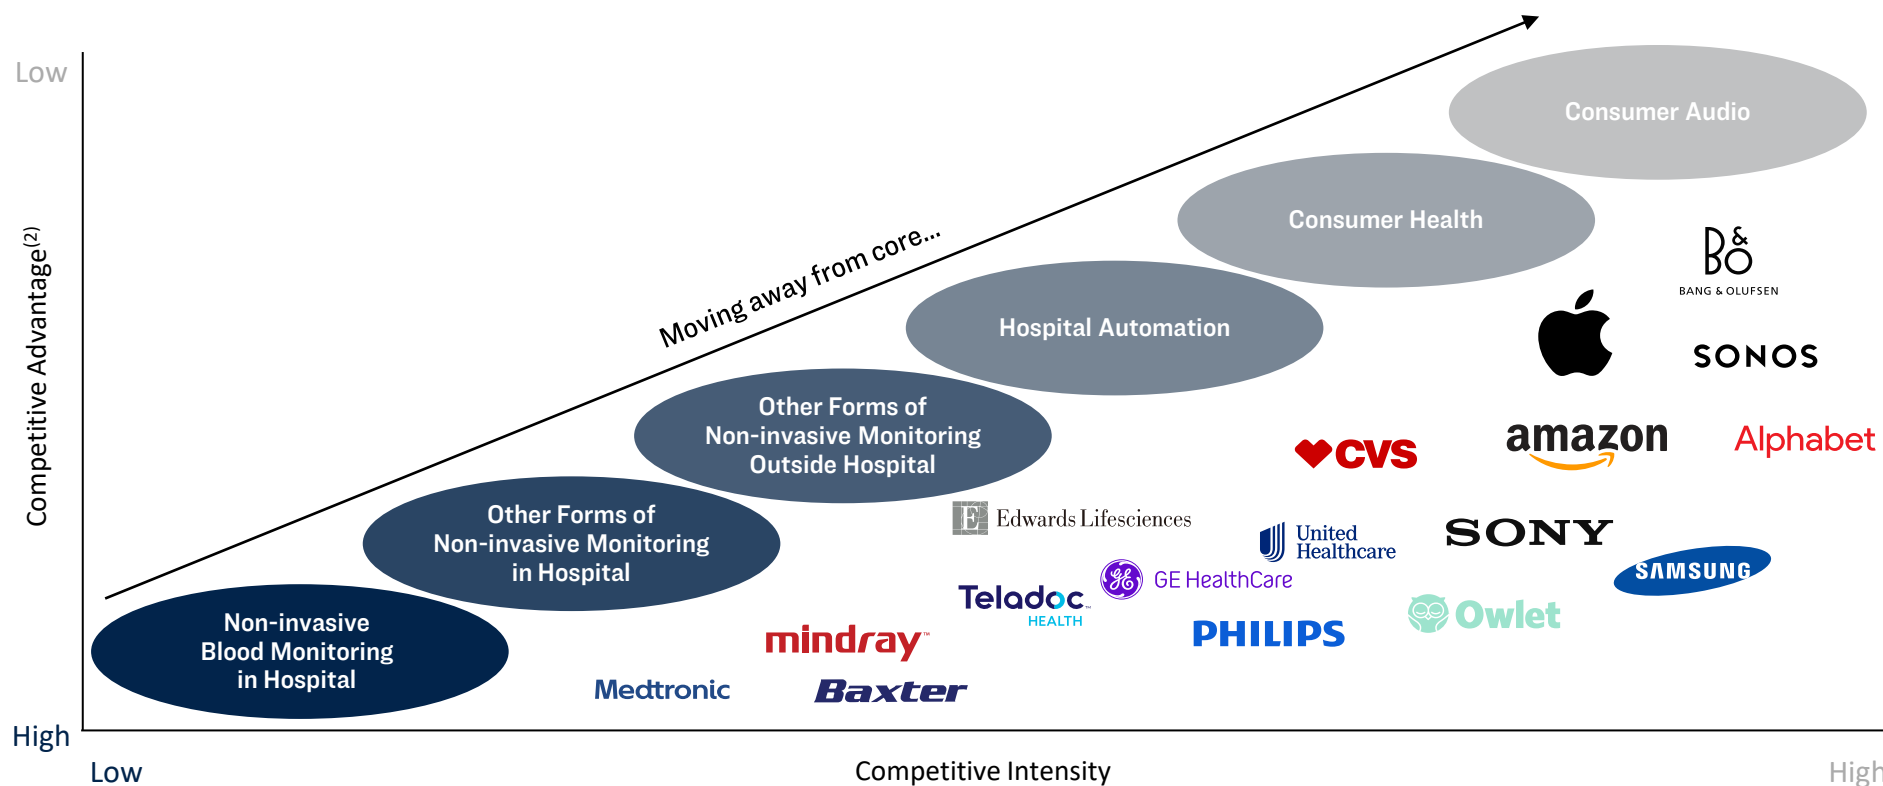 Low
Competitive Advantage(2)
High
Low
Competitive Intensity
High
Moving away from core...
Consumer Audio
Consumer Health
Hospital Automation
Other Forms of
Non-invasive Monitoring
Outside Hospital
Other Forms of
Non-invasive Monitoring
in Hospital
Non-invasive
Blood Monitoring
in Hospital
B&O
BANG & OLUFSEN
SONOS
CVS
amazon
Alphabet
E Edwards Lifesciences
United
Healthcare
SONY
SAMSUNG
GE GE HealthCare
Teladoc™
HEALTH
PHILIPS
Owlet
mindray™
Medtronic
Baxter